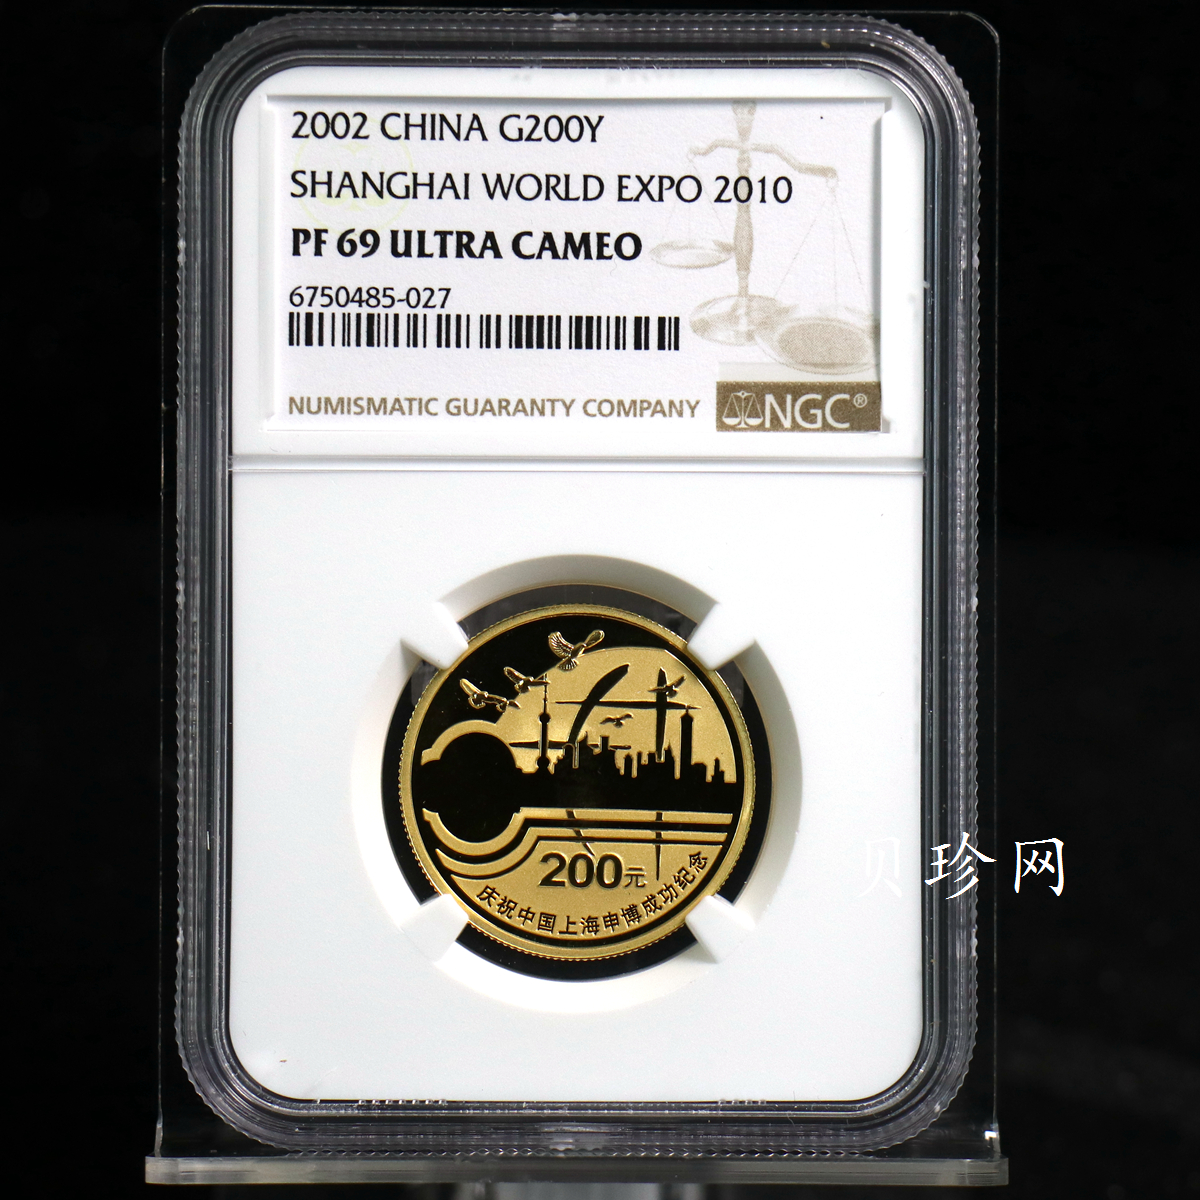 2002 CHINA G200Y
SHANGHAI WORLD EXPO 2010
PF 69 ULTRA CAMEO
6750485-027
NUMISMATIC GUARANTY COMPANY
NGC®
200元
庆祝中国上海申博成功纪念
贝珍网